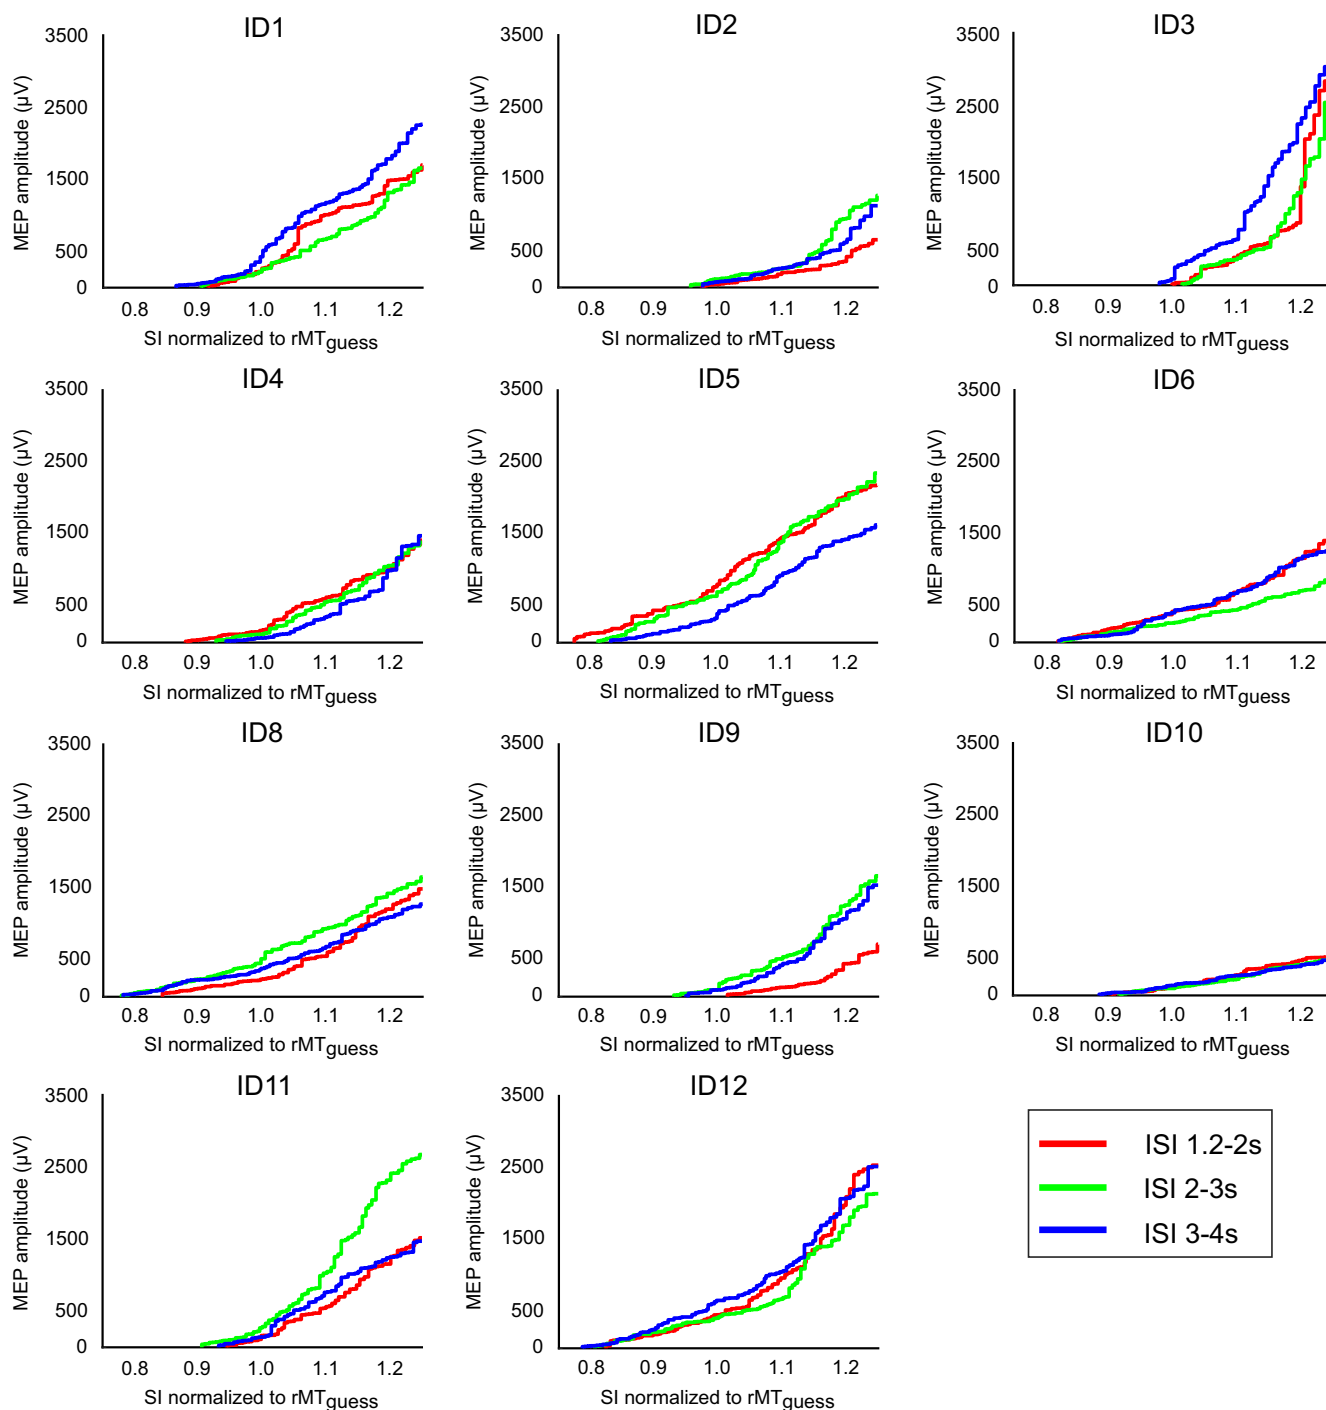 ID1
3500
2500
1500
500
0
MEP amplitude (µV)
0.8 0.9 1.0 1.1 1.2
SI normalized to rMTguess
ID2
3500
2500
1500
500
0
MEP amplitude (µV)
0.8 0.9 1.0 1.1 1.2
SI normalized to rMTguess
ID3
3500
2500
1500
500
0
MEP amplitude (µV)
0.8 0.9 1.0 1.1 1.2
SI normalized to rMTguess
ID4
3500
2500
1500
500
0
MEP amplitude (µV)
0.8 0.9 1.0 1.1 1.2
SI normalized to rMTguess
ID5
3500
2500
1500
500
0
MEP amplitude (µV)
0.8 0.9 1.0 1.1 1.2
SI normalized to rMTguess
ID6
3500
2500
1500
500
0
MEP amplitude (µV)
0.8 0.9 1.0 1.1 1.2
SI normalized to rMTguess
ID8
3500
2500
1500
500
0
MEP amplitude (µV)
0.8 0.9 1.0 1.1 1.2
SI normalized to rMTguess
ID9
3500
2500
1500
500
0
MEP amplitude (µV)
0.8 0.9 1.0 1.1 1.2
SI normalized to rMTguess
ID10
3500
2500
1500
500
0
MEP amplitude (µV)
0.8 0.9 1.0 1.1 1.2
SI normalized to rMTguess
ID11
3500
2500
1500
500
0
MEP amplitude (µV)
0.8 0.9 1.0 1.1 1.2
SI normalized to rMTguess
ID12
3500
2500
1500
500
0
MEP amplitude (µV)
0.8 0.9 1.0 1.1 1.2
SI normalized to rMTguess
ISI 1.2-2s
ISI 2-3s
ISI 3-4s